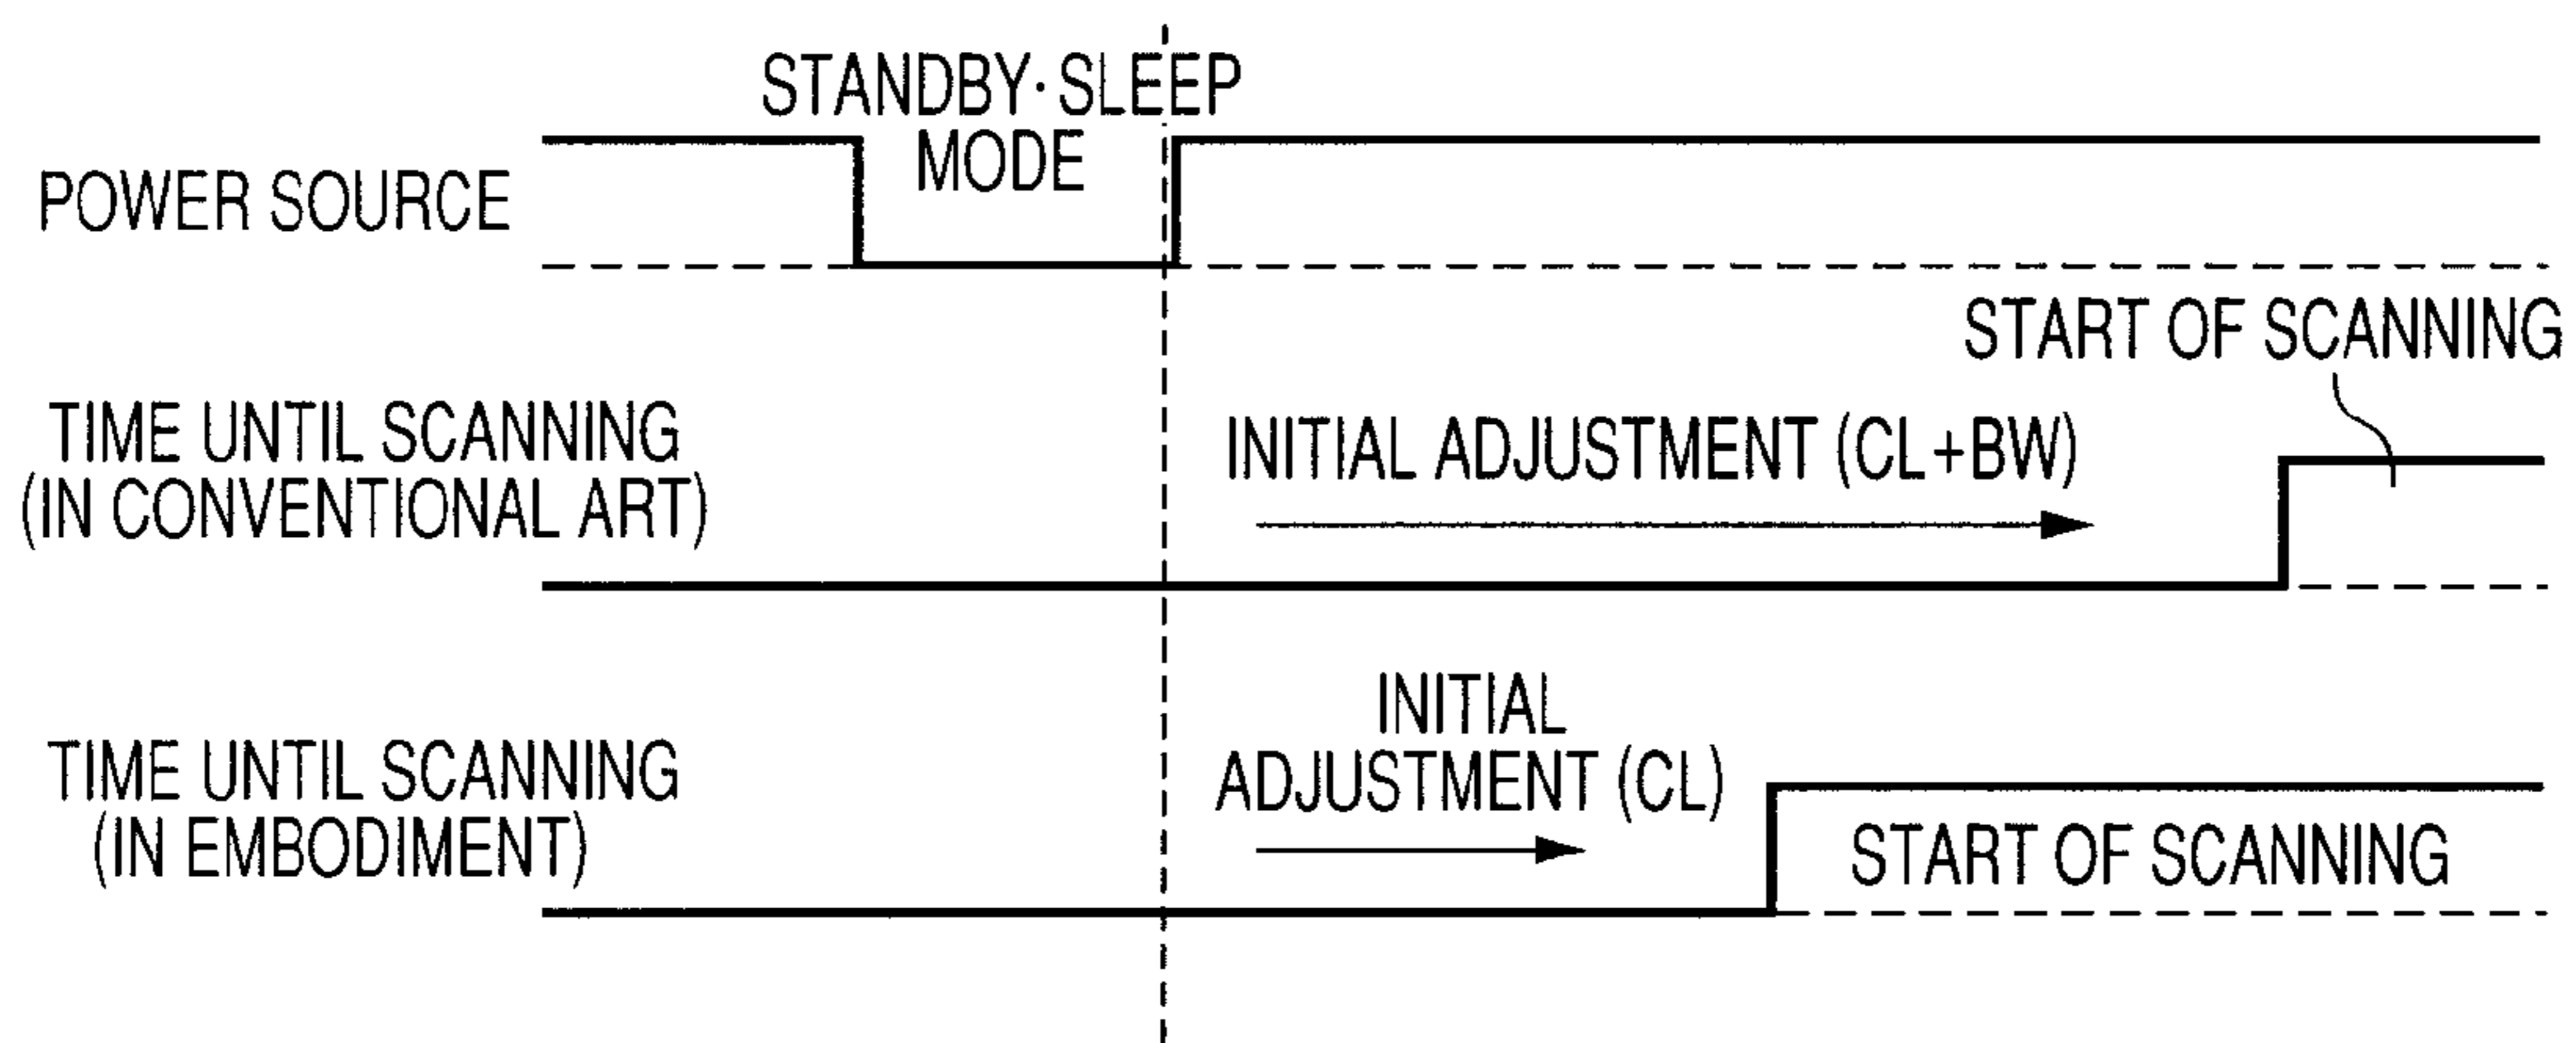 STANDBY·SLEEP
MODE
POWER SOURCE
START OF SCANNING
TIME UNTIL SCANNING
(IN CONVENTIONAL ART)
INITIAL ADJUSTMENT (CL+BW)
INITIAL
ADJUSTMENT (CL)
TIME UNTIL SCANNING
(IN EMBODIMENT)
START OF SCANNING